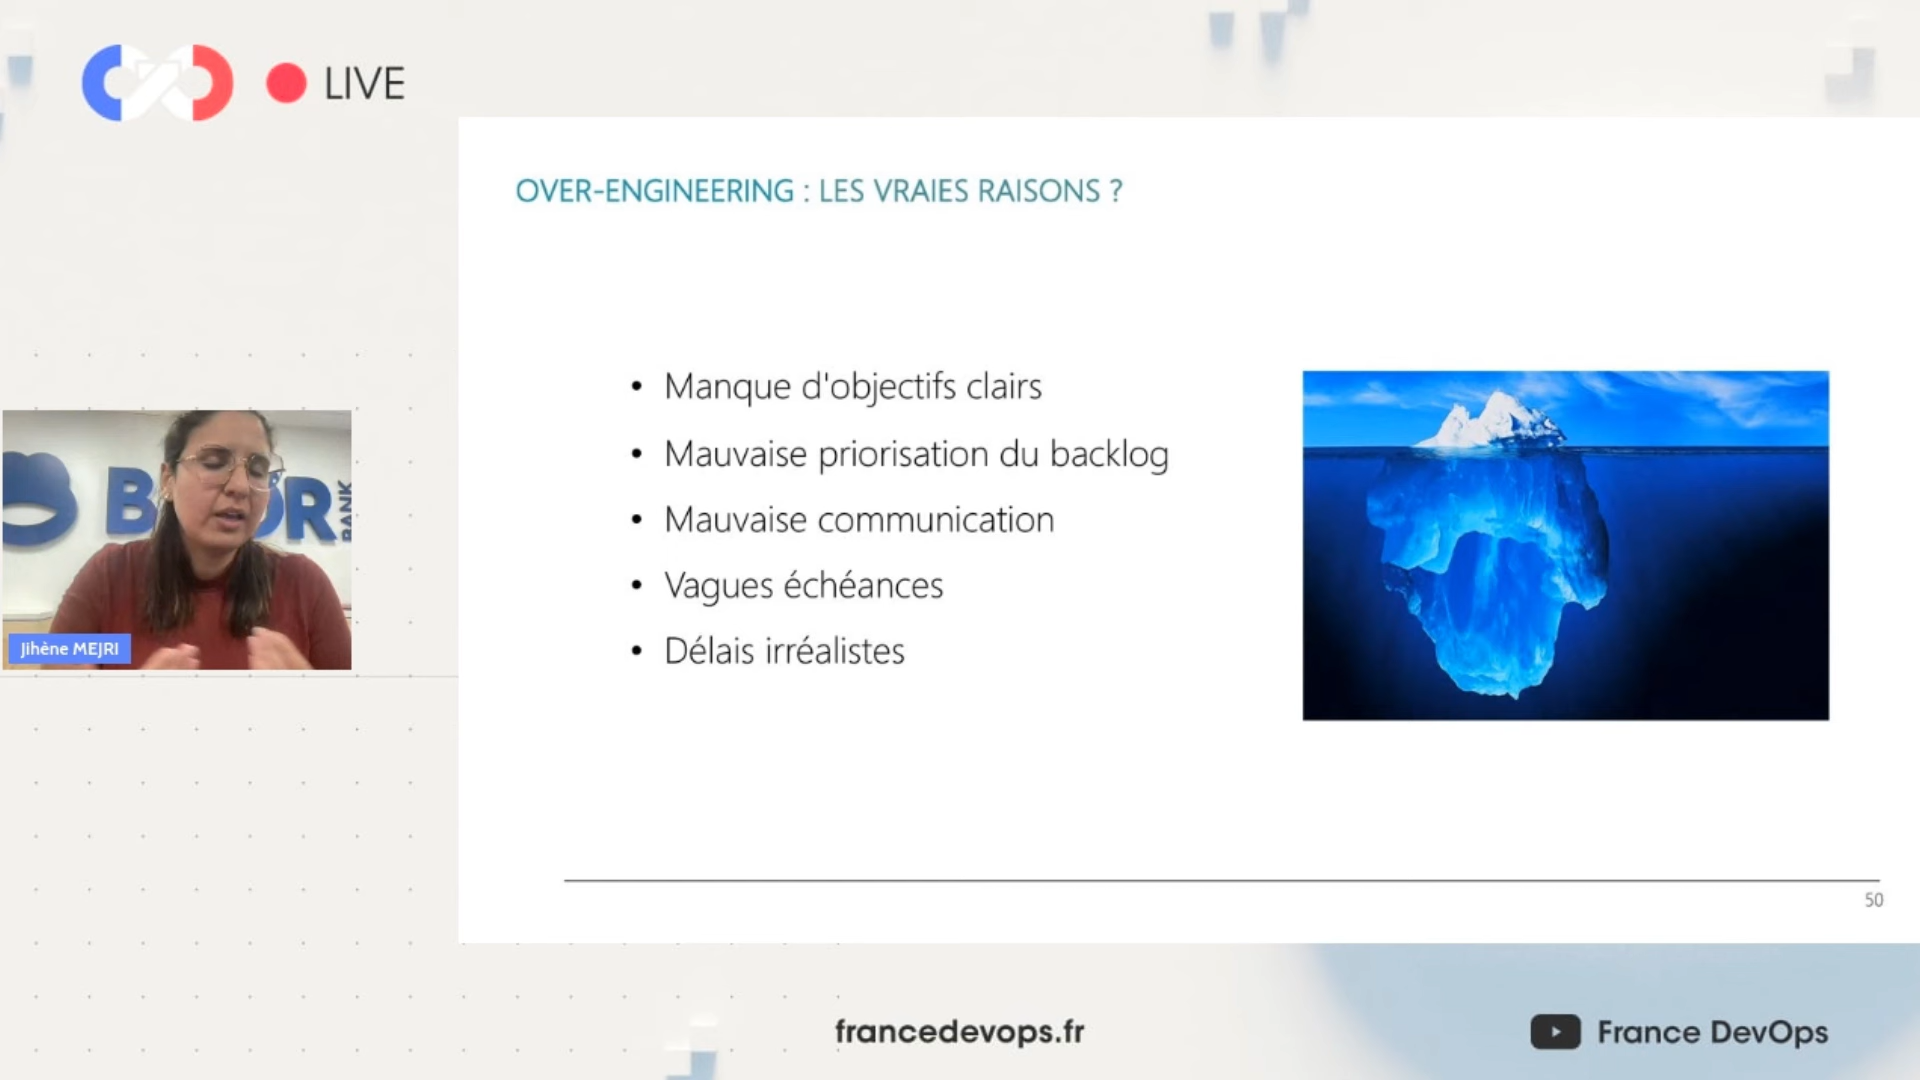 LIVE
OVER-ENGINEERING : LES VRAIES RAISONS ?
• Manque d'objectifs clairs
• Mauvaise priorisation du backlog
• Mauvaise communication
• Vagues échéances
• Délais irréalistes
BANK
Jihène MEJRI
50
francedevops.fr
France DevOps